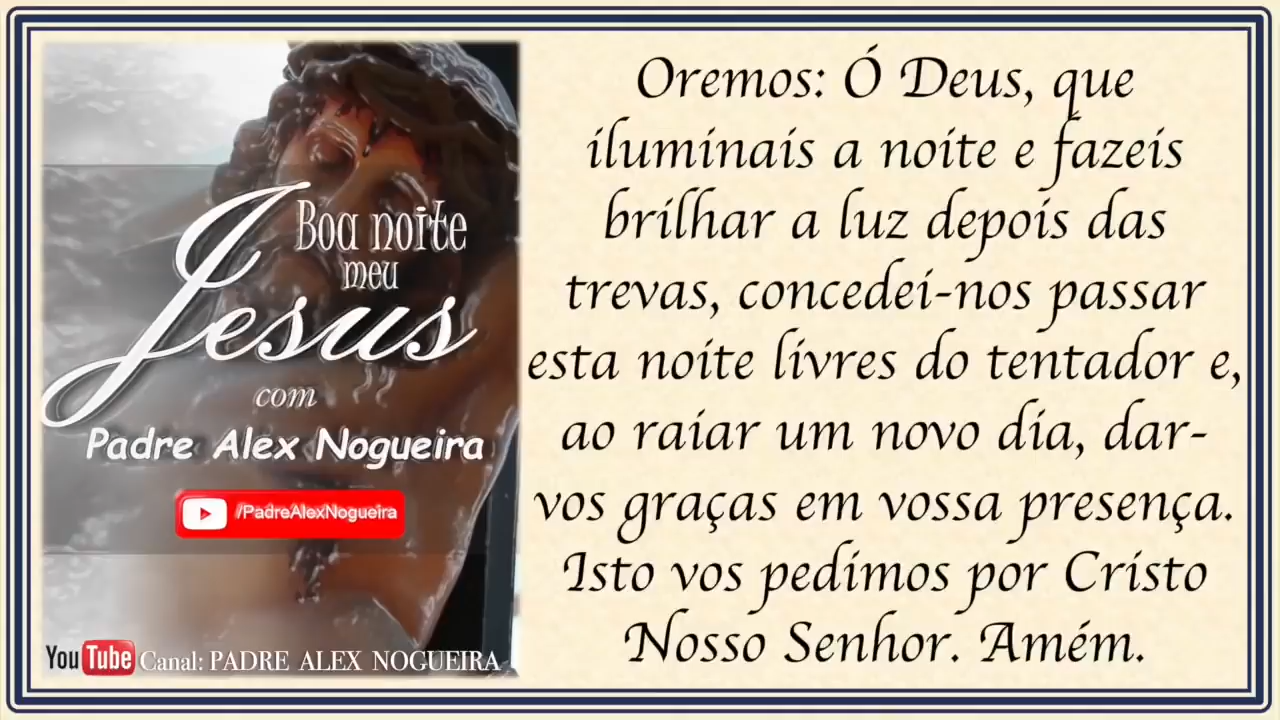 Boa noite
meu
Jesus
com
Padre Alex Nogueira
/PadreAlexNogueira
YouTube Canal: PADRE ALEX NOGUEIRA
Oremos: Ó Deus, que
iluminais a noite e fazeis
brilhar a luz depois das
trevas, concedei-nos passar
esta noite livres do tentador e,
ao raiar um novo dia, dar-
vos graças em vossa presença.
Isto vos pedimos por Cristo
Nosso Senhor. Amém.